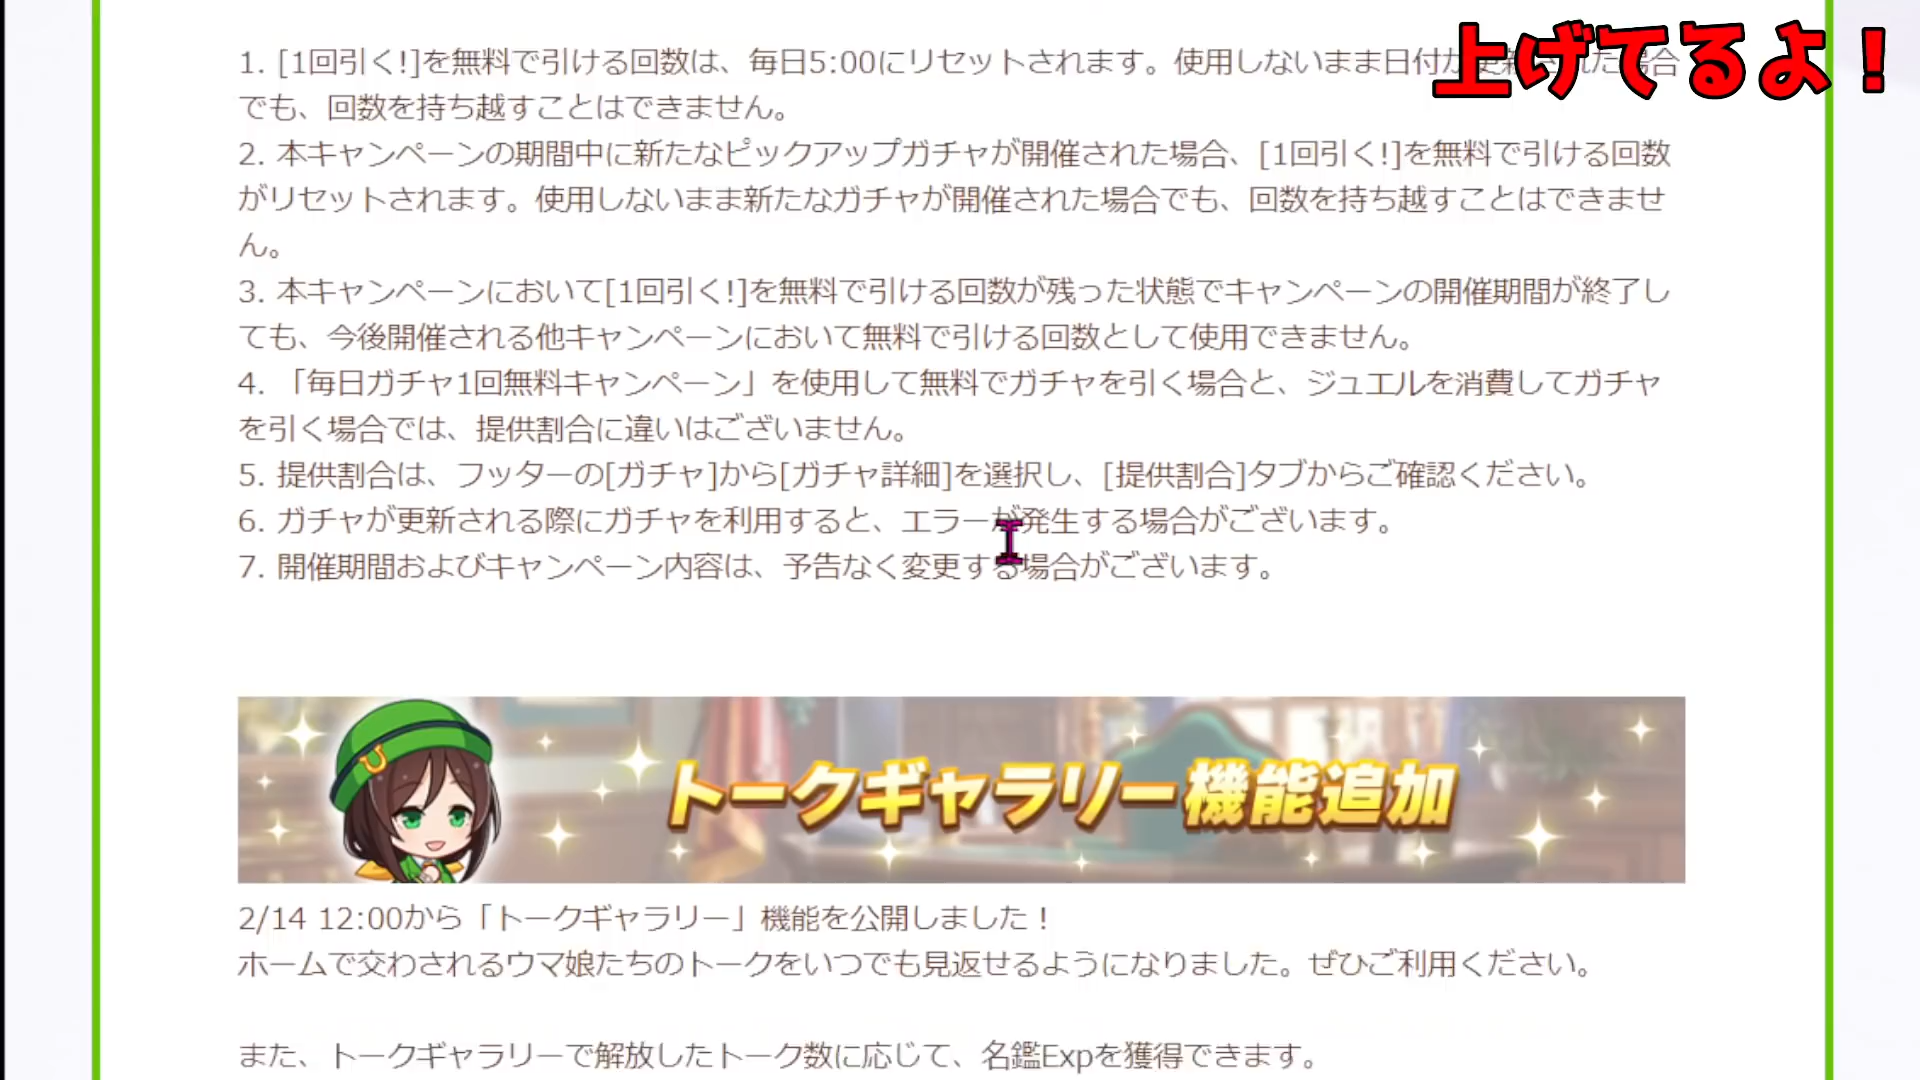 上げてるよ！
1. [1回引く!]を無料で引ける回数は、毎日5:00にリセットされます。使用しないまま日付が更新された場合
でも、回数を持ち越すことはできません。
2. 本キャンペーンの期間中に新たなピックアップガチャが開催された場合、[1回引く!]を無料で引ける回数
がリセットされます。使用しないまま新たなガチャが開催された場合でも、回数を持ち越すことはできませ
ん。
3. 本キャンペーンにおいて[1回引く!]を無料で引ける回数が残った状態でキャンペーンの開催期間が終了し
ても、今後開催される他キャンペーンにおいて無料で引ける回数として使用できません。
4. 「毎日ガチャ1回無料キャンペーン」を使用して無料でガチャを引く場合と、ジュエルを消費してガチャ
を引く場合では、提供割合に違いはございません。
5. 提供割合は、フッターの[ガチャ]から[ガチャ詳細]を選択し、[提供割合]タブからご確認ください。
6. ガチャが更新される際にガチャを利用すると、エラーが発生する場合がございます。
7. 開催期間およびキャンペーン内容は、予告なく変更する場合がございます。
トークギャラリー機能追加
2/14 12:00から「トークギャラリー」機能を公開しました！
ホームで交わされるウマ娘たちのトークをいつでも見返せるようになりました。ぜひご利用ください。
また、トークギャラリーで解放したトーク数に応じて、名鑑Expを獲得できます。